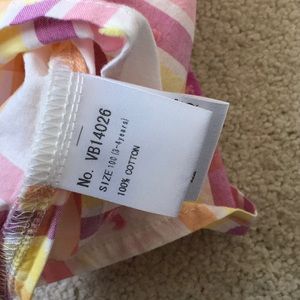 No. VB14026
SIZE 100 (3-4years)
100% COTTON